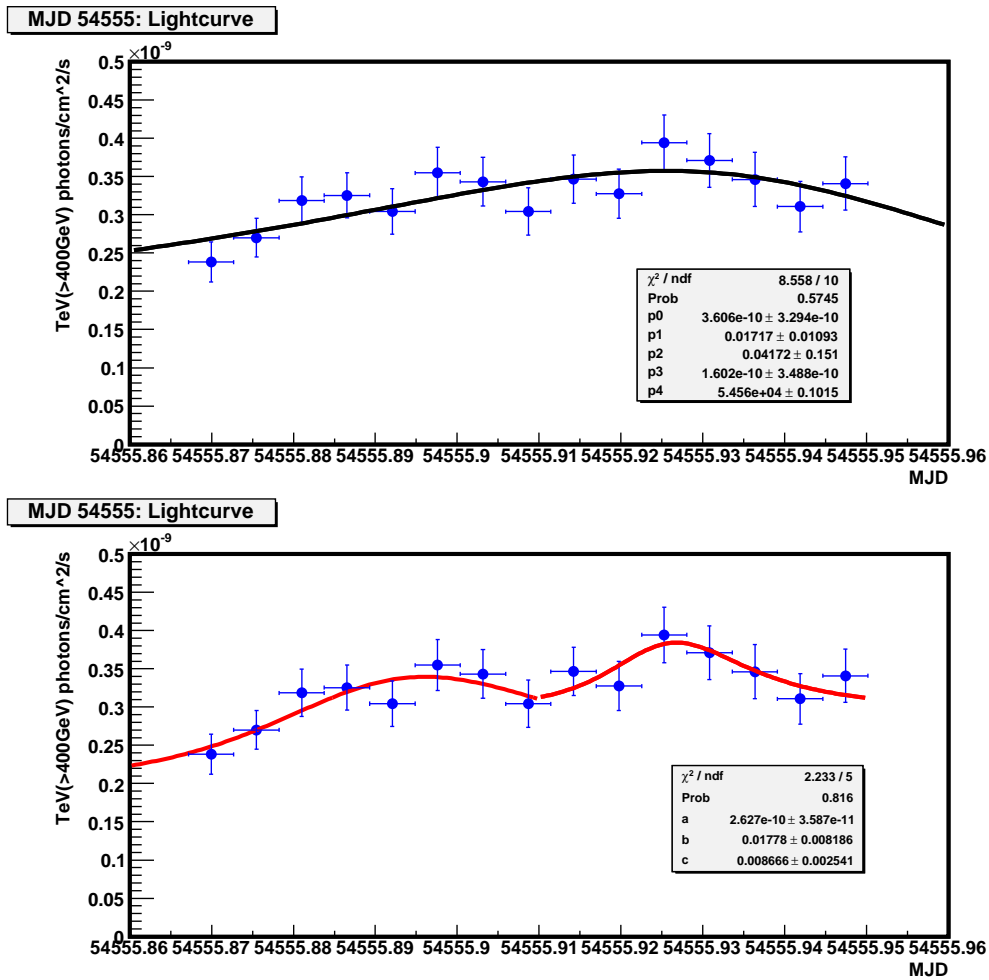 MJD 54555: Lightcurve
×10^-9
TeV(>400GeV) photons/cm^2/s
0.5
0.45
0.4
0.35
0.3
0.25
0.2
0.15
0.1
0.05
0
χ² / ndf 8.558 / 10
Prob 0.5745
p0 3.606e-10 ± 3.294e-10
p1 0.01717 ± 0.01093
p2 0.04172 ± 0.151
p3 1.602e-10 ± 3.488e-10
p4 5.456e+04 ± 0.1015
54555.86 54555.87 54555.88 54555.89 54555.9 54555.91 54555.92 54555.93 54555.94 54555.95 54555.96
MJD
MJD 54555: Lightcurve
×10^-9
TeV(>400GeV) photons/cm^2/s
0.5
0.45
0.4
0.35
0.3
0.25
0.2
0.15
0.1
0.05
0
χ² / ndf 2.233 / 5
Prob 0.816
a 2.627e-10 ± 3.587e-11
b 0.01778 ± 0.008186
c 0.008666 ± 0.002541
54555.86 54555.87 54555.88 54555.89 54555.9 54555.91 54555.92 54555.93 54555.94 54555.95 54555.96
MJD